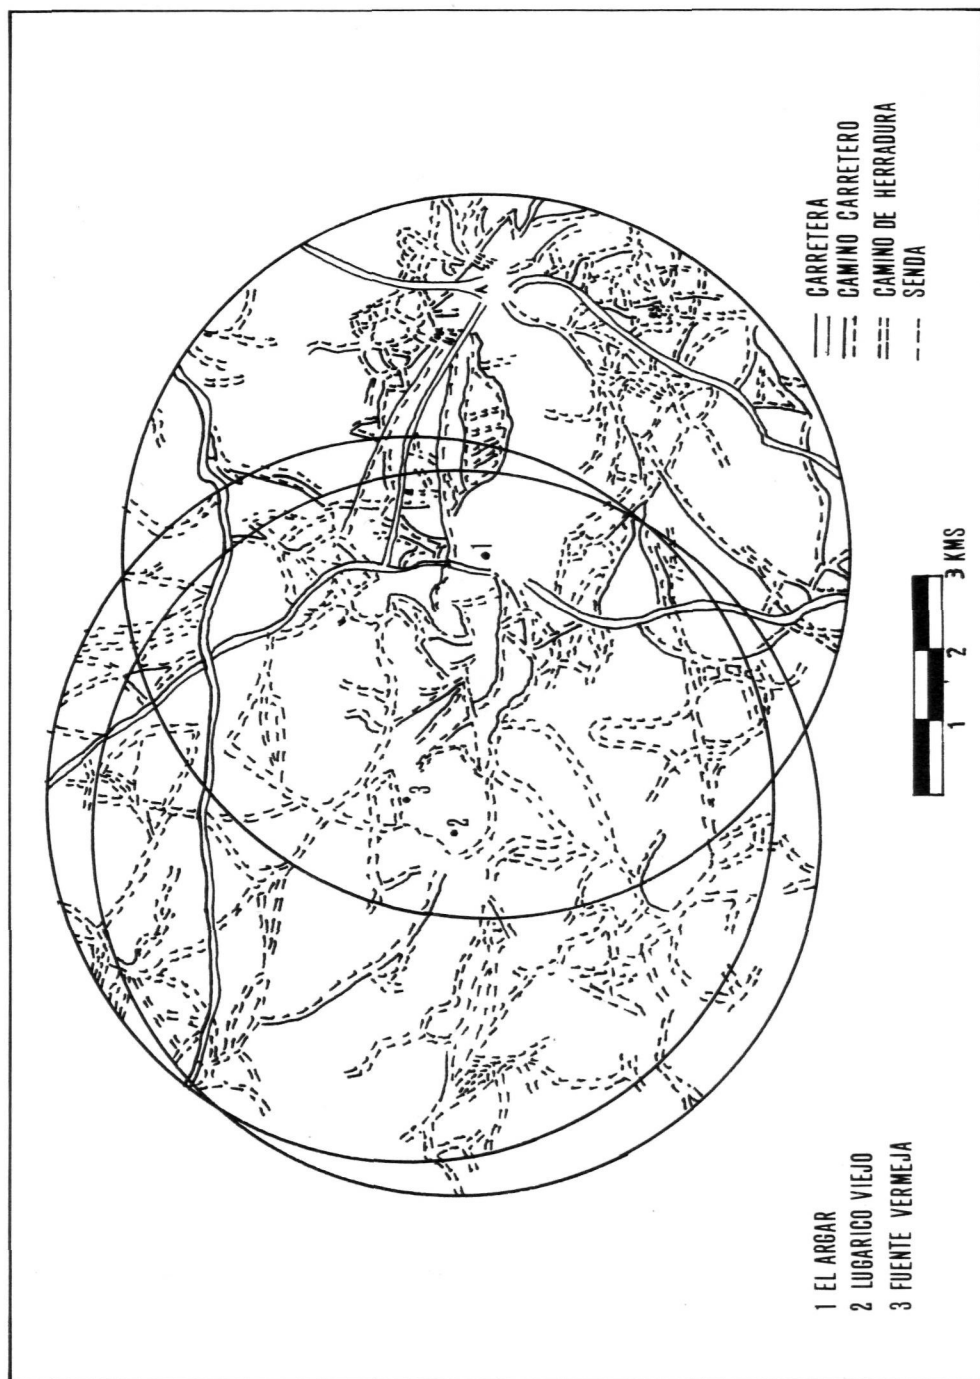 CARRETERA
CAMINO CARRETERO
CAMINO DE HERRADURA
SENDA
1
2
3
1 2 3 KMS
1 EL ARGAR
2 LUGARICO VIEJO
3 FUENTE VERMEJA